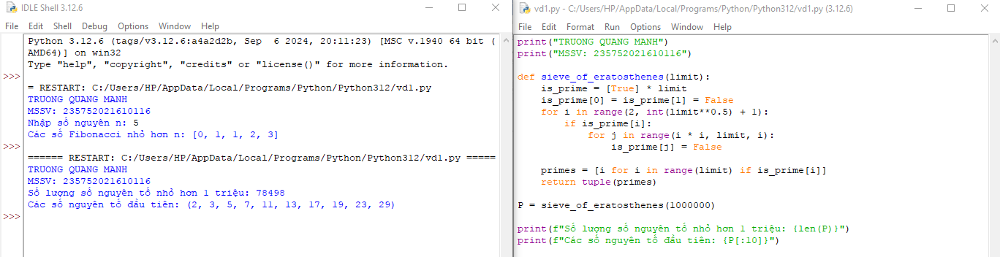 IDLE Shell 3.12.6
File Edit Shell Debug Options Window Help
Python 3.12.6 (tags/v3.12.6:a4a2d2b, Sep  6 2024, 20:11:23) [MSC v.1940 64 bit (
AMD64)] on win32
Type "help", "copyright", "credits" or "license()" for more information.
>>>
= RESTART: C:/Users/HP/AppData/Local/Programs/Python/Python312/vd1.py
TRUONG QUANG MANH
MSSV: 235752021610116
Nhập số nguyên n: 5
Các số Fibonacci nhỏ hơn n: [0, 1, 1, 2, 3]
>>>
====== RESTART: C:/Users/HP/AppData/Local/Programs/Python/Python312/vd1.py =====
TRUONG QUANG MANH
MSSV: 235752021610116
Số lượng số nguyên tố nhỏ hơn 1 triệu: 78498
Các số nguyên tố đầu tiên: (2, 3, 5, 7, 11, 13, 17, 19, 23, 29)
>>>
vd1.py - C:/Users/HP/AppData/Local/Programs/Python/Python312/vd1.py (3.12.6)
File Edit Format Run Options Window Help
print("TRUONG QUANG MANH")
print("MSSV: 235752021610116")
def sieve_of_eratosthenes(limit):
    is_prime = [True] * limit
    is_prime[0] = is_prime[1] = False
    for i in range(2, int(limit**0.5) + 1):
        if is_prime[i]:
            for j in range(i * i, limit, i):
                is_prime[j] = False
    primes = [i for i in range(limit) if is_prime[i]]
    return tuple(primes)
P = sieve_of_eratosthenes(1000000)
print(f"Số lượng số nguyên tố nhỏ hơn 1 triệu: {len(P)}")
print(f"Các số nguyên tố đầu tiên: {P[:10]}")